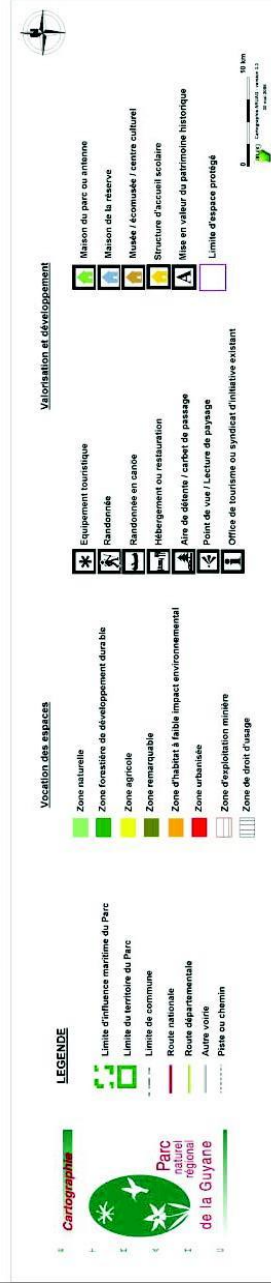 Cartographie
Parc
naturel
régional
de la Guyane
LEGENDE
Limite d'influence maritime du Parc
Limite du territoire du Parc
Limite de commune
Route nationale
Route départementale
Autre voirie
Piste ou chemin
Vocation des espaces
Zone naturelle
Zone forestière de développement durable
Zone agricole
Zone remarquable
Zone d'habitat à faible impact environnemental
Zone urbanisée
Zone d'exploitation minière
Zone de droit d'usage
Valorisation et développement
Equipement touristique
Randonnée
Randonnée en canoe
Hébergement ou restauration
Aire de détente / carbet de passage
Point de vue / Lecture de paysage
Office de tourisme ou syndicat d'initiative existant
Maison du parc ou antenne
Maison de la réserve
Musée / écomusée / centre culturel
Structure d'accueil scolaire
A
Mise en valeur du patrimoine historique
Limite d'espace protégé
N
0 10 km